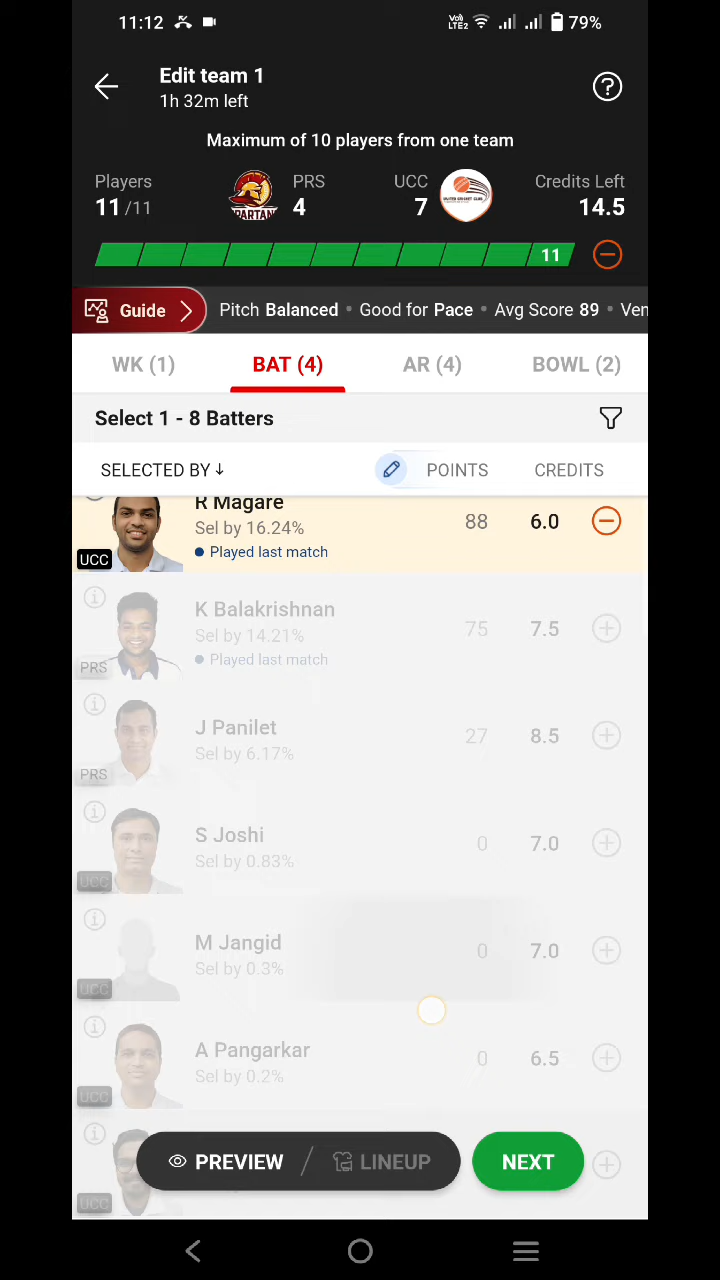 11:12
Vo) LTE2 79%
Edit team 1
1h 32m left
Maximum of 10 players from one team
Players PRS UCC Credits Left
11/11 4 7 14.5
SPARTANS
11
Guide Pitch Balanced • Good for Pace • Avg Score 89 • Ven
WK (1) BAT (4) AR (4) BOWL (2)
Select 1 - 8 Batters
SELECTED BY ↓ POINTS CREDITS
R Magare
Sel by 16.24% 88 6.0
Played last match
UCC
K Balakrishnan
Sel by 14.21% 75 7.5
Played last match
PRS
J Panilet
Sel by 6.17% 27 8.5
PRS
S Joshi
Sel by 0.83% 0 7.0
UCC
M Jangid
Sel by 0.3% 0 7.0
UCC
A Pangarkar
Sel by 0.2% 0 6.5
UCC
PREVIEW / LINEUP NEXT
UCC